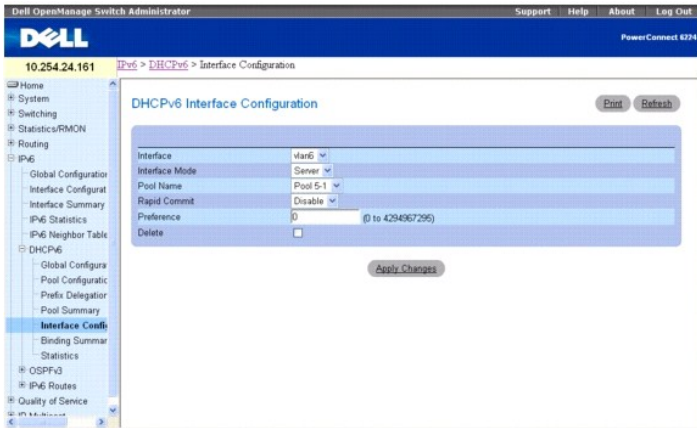 Dell OpenManage Switch Administrator Support Help About Log Out
DELL
PowerConnect 6224
10.254.24.161
IPv6 > DHCPv6 > Interface Configuration
Home
System
Switching
Statistics/RMON
Routing
IPv6
Global Configuration
Interface Configurat
Interface Summary
IPv6 Statistics
IPv6 Neighbor Table
DHCPv6
Global Configura
Pool Configuratic
Prefix Delegation
Pool Summary
Interface Config
Binding Summar
Statistics
OSPFv3
IPv6 Routes
Quality of Service
IP Multicast
DHCPv6 Interface Configuration
Print Refresh
Interface vlan6
Interface Mode Server
Pool Name Pool 5-1
Rapid Commit Disable
Preference 0 (0 to 4294967295)
Delete
Apply Changes